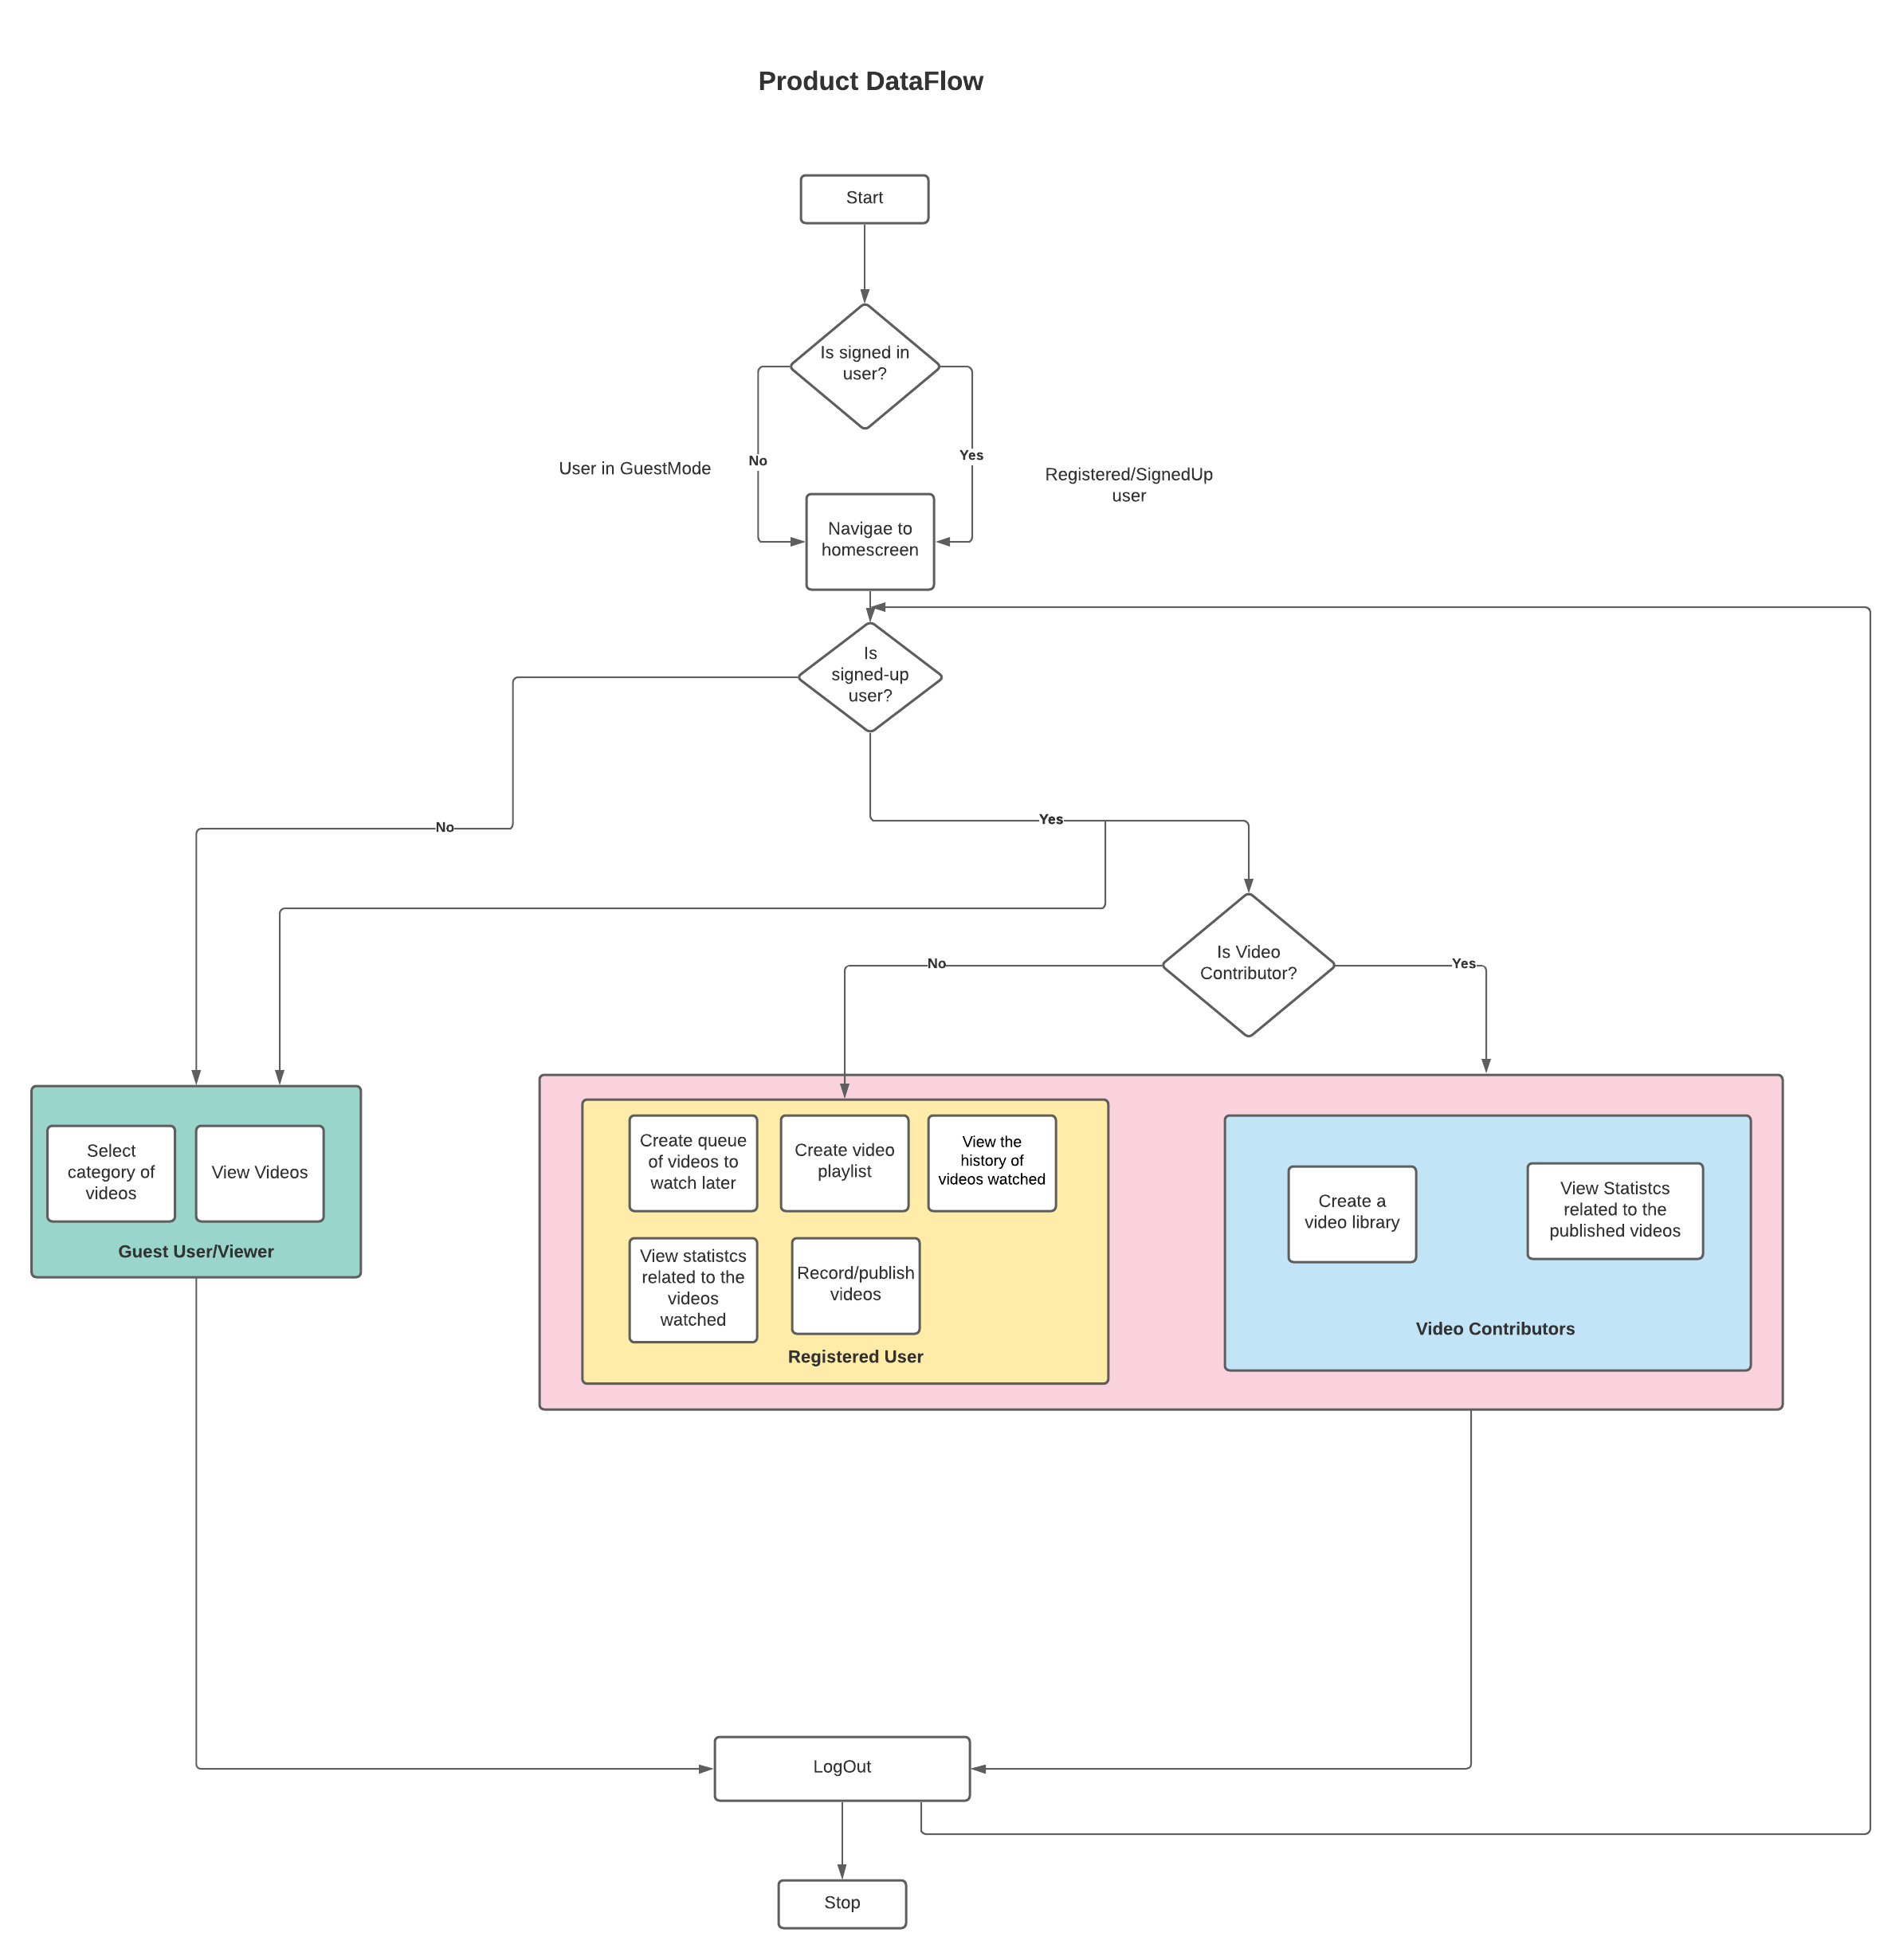 Product DataFlow
Start
Is signed in
user?
No
Yes
User in GuestMode
Registered/SignedUp
user
Navigae to
homescreen
Is
signed-up
user?
No
Yes
Is Video
Contributor?
No
Yes
Select
category of
videos
View Videos
Guest User/Viewer
Create queue
of videos to
watch later
Create video
playlist
View the
history of
videos watched
View statistcs
related to the
videos
watched
Record/publish
videos
Registered User
Create a
video library
View Statistcs
related to the
published videos
Video Contributors
LogOut
Stop